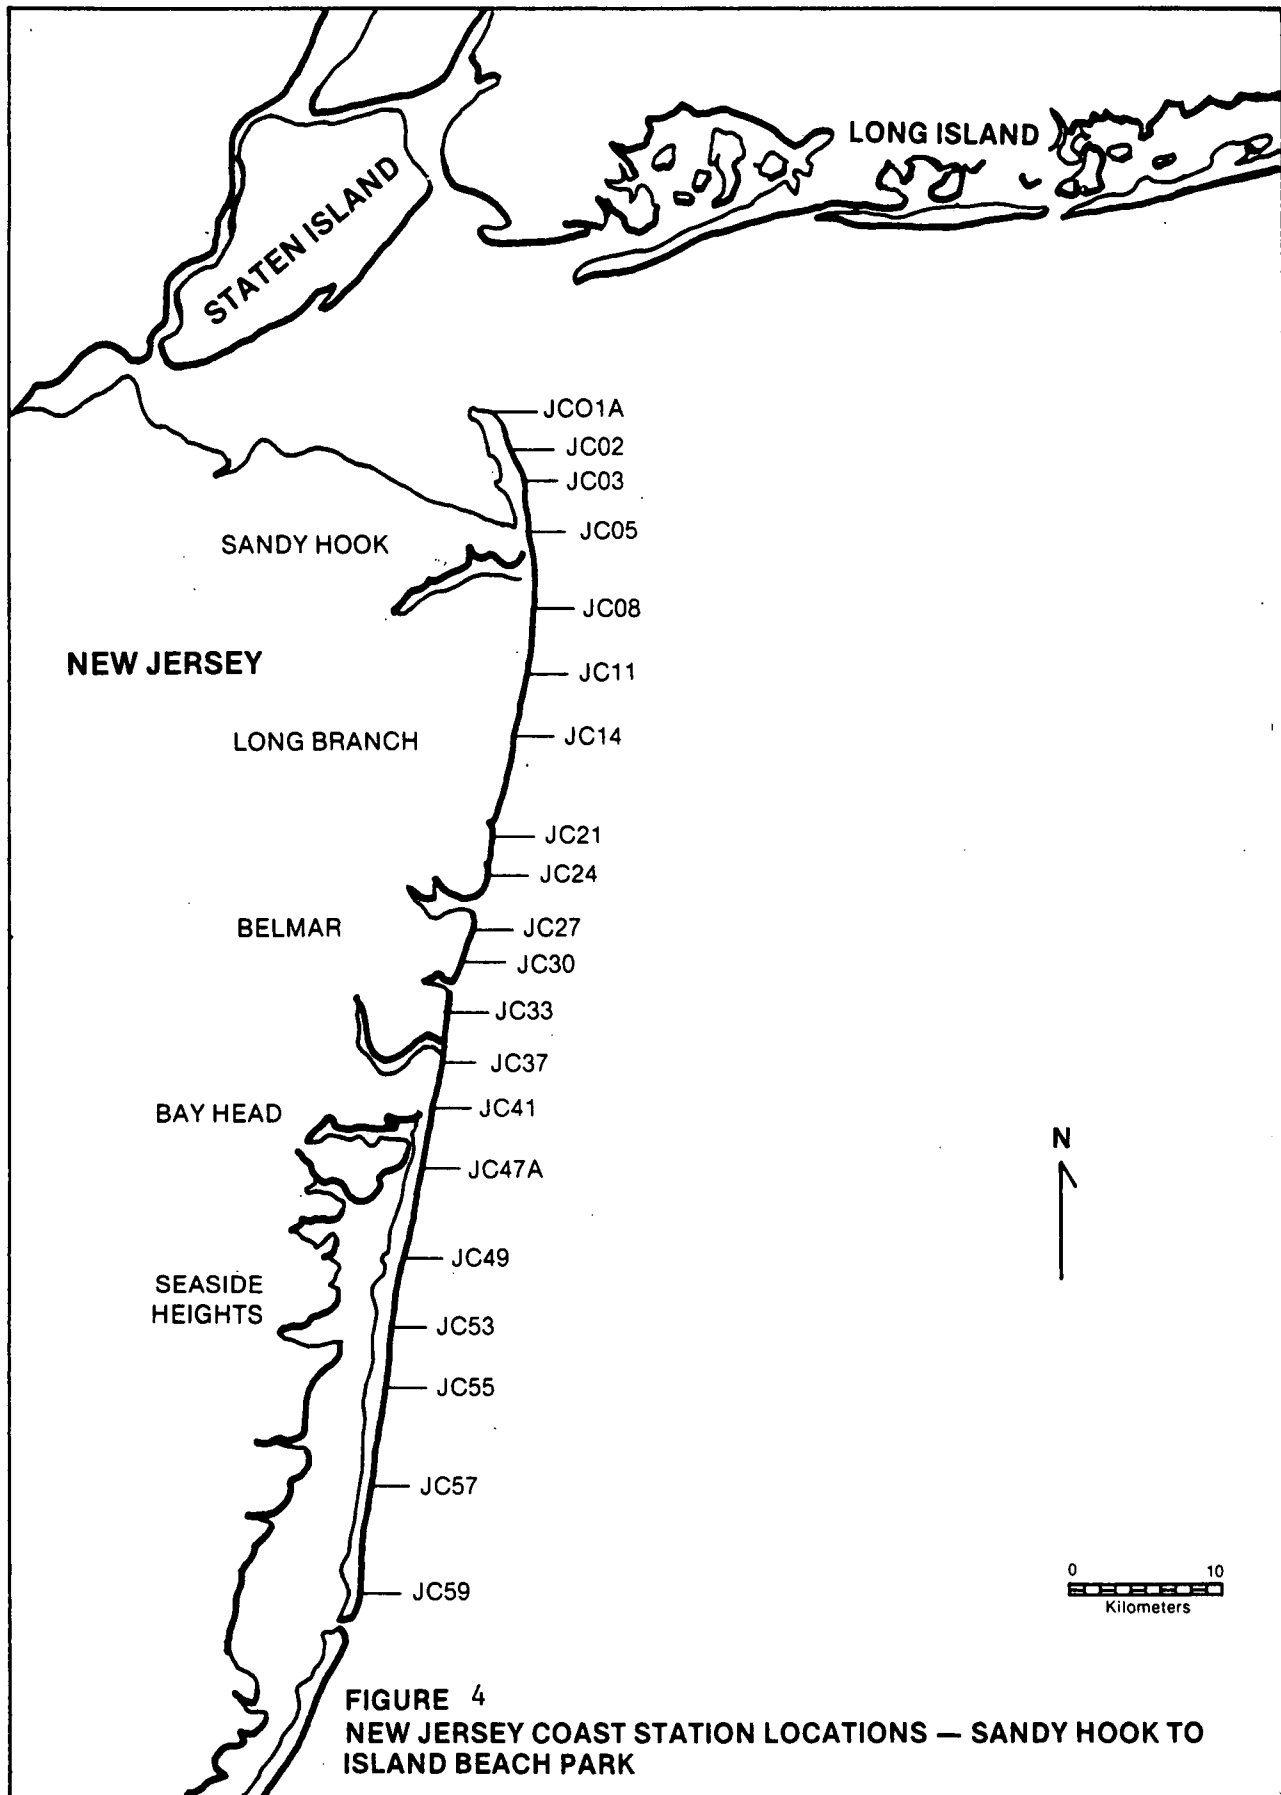 LONG ISLAND
STATEN ISLAND
JCO1A
JC02
JC03
JC05
SANDY HOOK
JC08
NEW JERSEY
JC11
JC14
LONG BRANCH
JC21
JC24
BELMAR
JC27
JC30
JC33
JC37
BAY HEAD
JC41
N
JC47A
JC49
SEASIDE
HEIGHTS
JC53
JC55
JC57
JC59
0 10
Kilometers
FIGURE 4
NEW JERSEY COAST STATION LOCATIONS — SANDY HOOK TO
ISLAND BEACH PARK